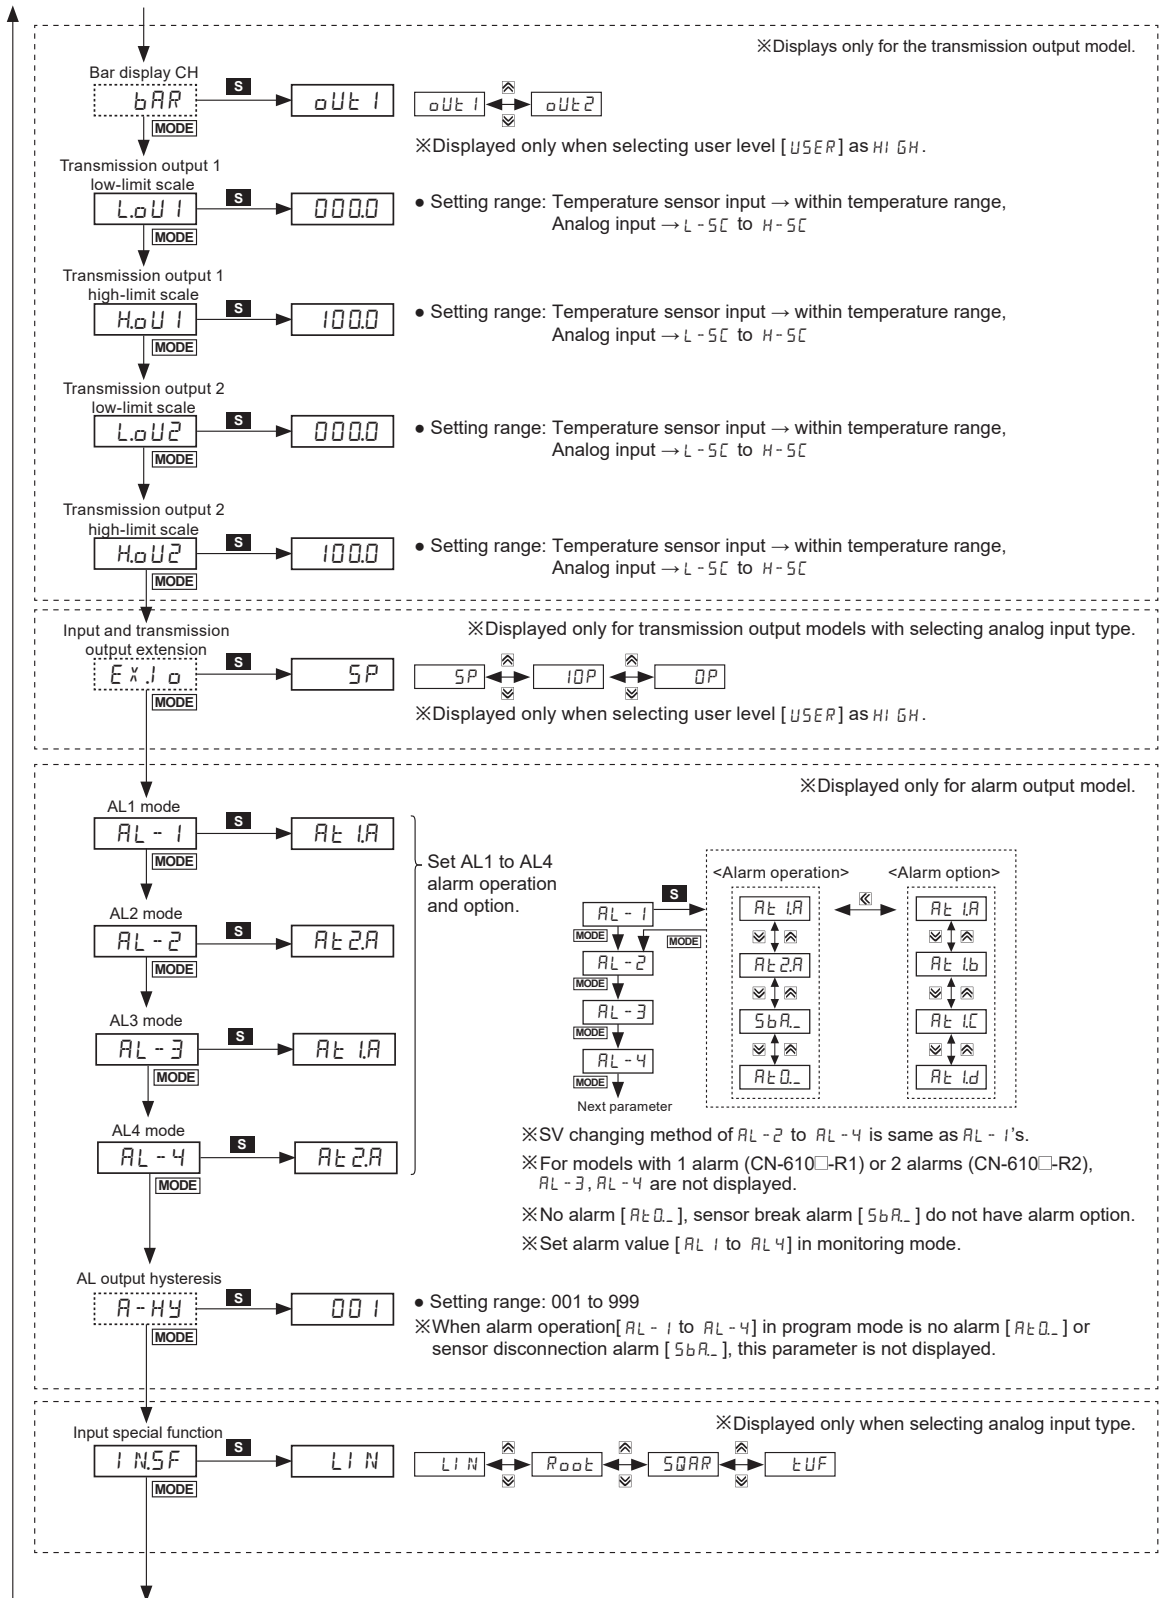 ※Displays only for the transmission output model.
Bar display CH
bAR S oUt1 oUt1 oUt2
MODE
※Displayed only when selecting user level [USER] as HIGH.
Transmission output 1
low-limit scale
L.oU1 S 000.0
MODE
● Setting range: Temperature sensor input → within temperature range,
Analog input → L-SC to H-SC
Transmission output 1
high-limit scale
H.oU1 S 100.0
MODE
● Setting range: Temperature sensor input → within temperature range,
Analog input → L-SC to H-SC
Transmission output 2
low-limit scale
L.oU2 S 000.0
MODE
● Setting range: Temperature sensor input → within temperature range,
Analog input → L-SC to H-SC
Transmission output 2
high-limit scale
H.oU2 S 100.0
MODE
● Setting range: Temperature sensor input → within temperature range,
Analog input → L-SC to H-SC
※Displayed only for transmission output models with selecting analog input type.
Input and transmission
output extension
EX.Io S 5P 5P 10P 0P
MODE
※Displayed only when selecting user level [USER] as HIGH.
※Displayed only for alarm output model.
AL1 mode
AL-1 S At1.A
MODE
AL2 mode
AL-2 S At2.A
MODE
AL3 mode
AL-3 S At1.A
MODE
AL4 mode
AL-4 S At2.A
MODE
Set AL1 to AL4
alarm operation
and option.
AL-1 S
MODE MODE
AL-2
MODE
AL-3
MODE
AL-4
MODE
Next parameter
<Alarm operation> <Alarm option>
At1.A At1.A
At2.A At1.b
SbA._ At1.C
At0._ At1.d
※SV changing method of AL-2 to AL-4 is same as AL-1's.
※For models with 1 alarm (CN-610□-R1) or 2 alarms (CN-610□-R2),
AL-3, AL-4 are not displayed.
※No alarm [At0._], sensor break alarm [SbA._] do not have alarm option.
※Set alarm value [AL1 to AL4] in monitoring mode.
AL output hysteresis
A-HY S 001
MODE
● Setting range: 001 to 999
※When alarm operation[AL-1 to AL-4] in program mode is no alarm [At0._] or
sensor disconnection alarm [SbA._], this parameter is not displayed.
※Displayed only when selecting analog input type.
Input special function
IN.SF S LIN LIN Root SQAR tUF
MODE